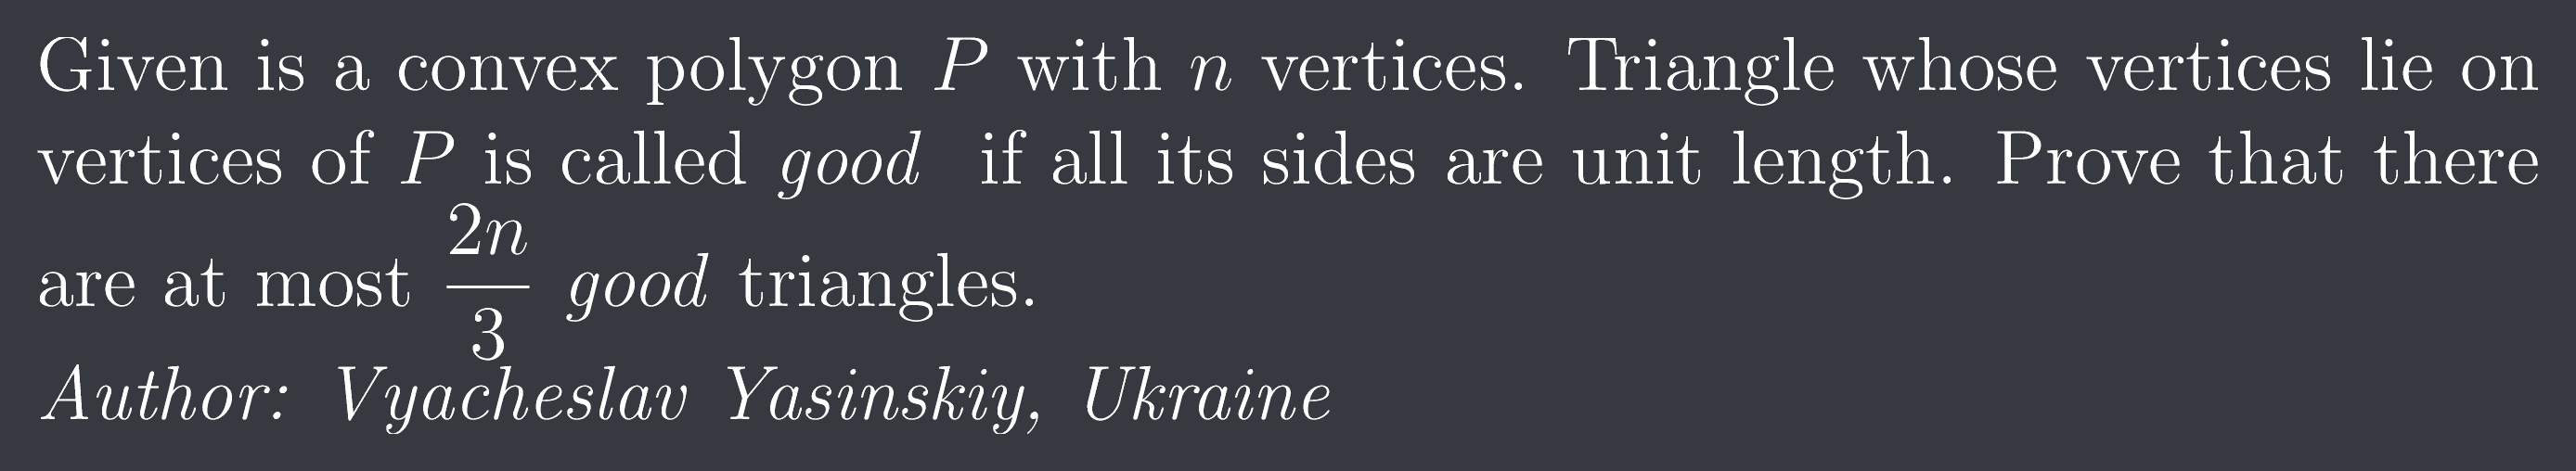 Given is a convex polygon $P$ with $n$ vertices. Triangle whose vertices lie on
vertices of $P$ is called good if all its sides are unit length. Prove that there
are at most $\frac{2n}{3}$ good triangles.
Author: Vyacheslav Yasinskiy, Ukraine